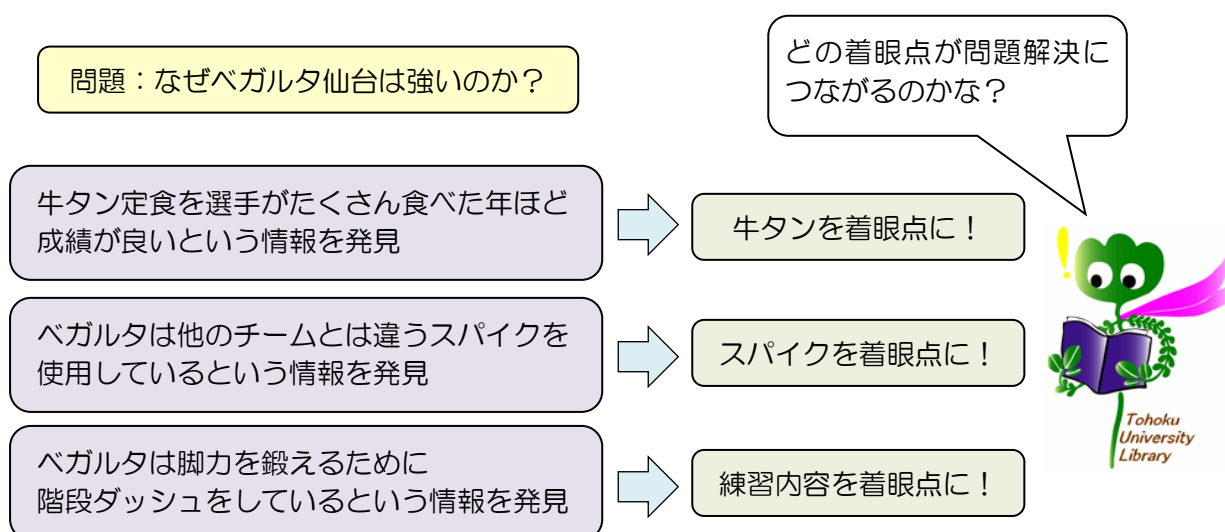 問題：なぜベガルタ仙台は強いのか？
どの着眼点が問題解決に
つながるのかな？
牛タン定食を選手がたくさん食べた年ほど
成績が良いという情報を発見
牛タンを着眼点に！
ベガルタは他のチームとは違うスパイクを
使用しているという情報を発見
スパイクを着眼点に！
ベガルタは脚力を鍛えるために
階段ダッシュをしているという情報を発見
練習内容を着眼点に！
!
Tohoku
University
Library